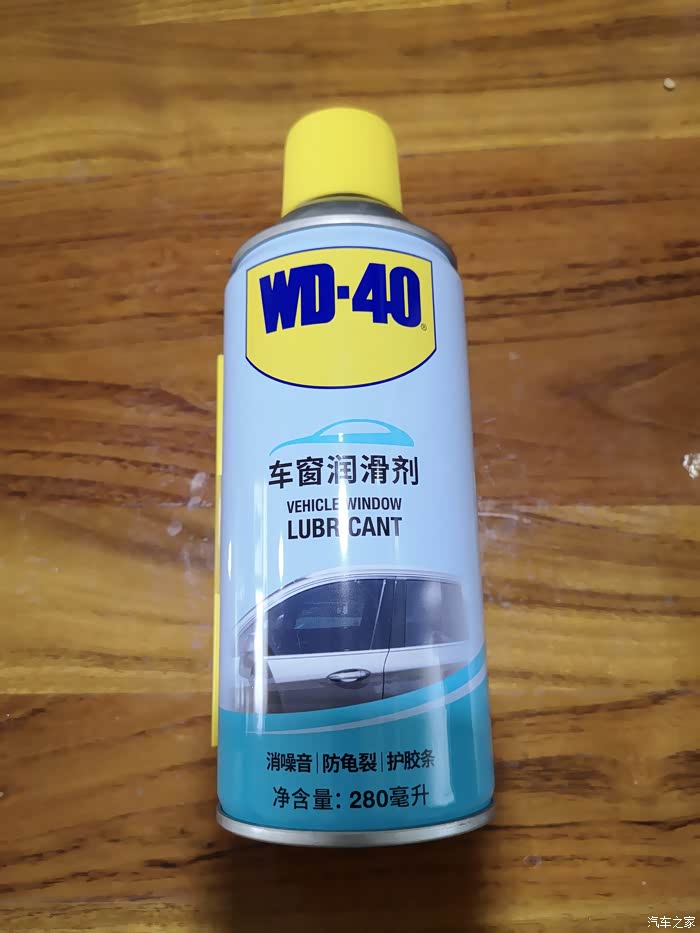 WD-40
®
车窗润滑剂
VEHICLE WINDOW
LUBRICANT
消噪音|防龟裂|护胶条
净含量：280毫升
汽车之家